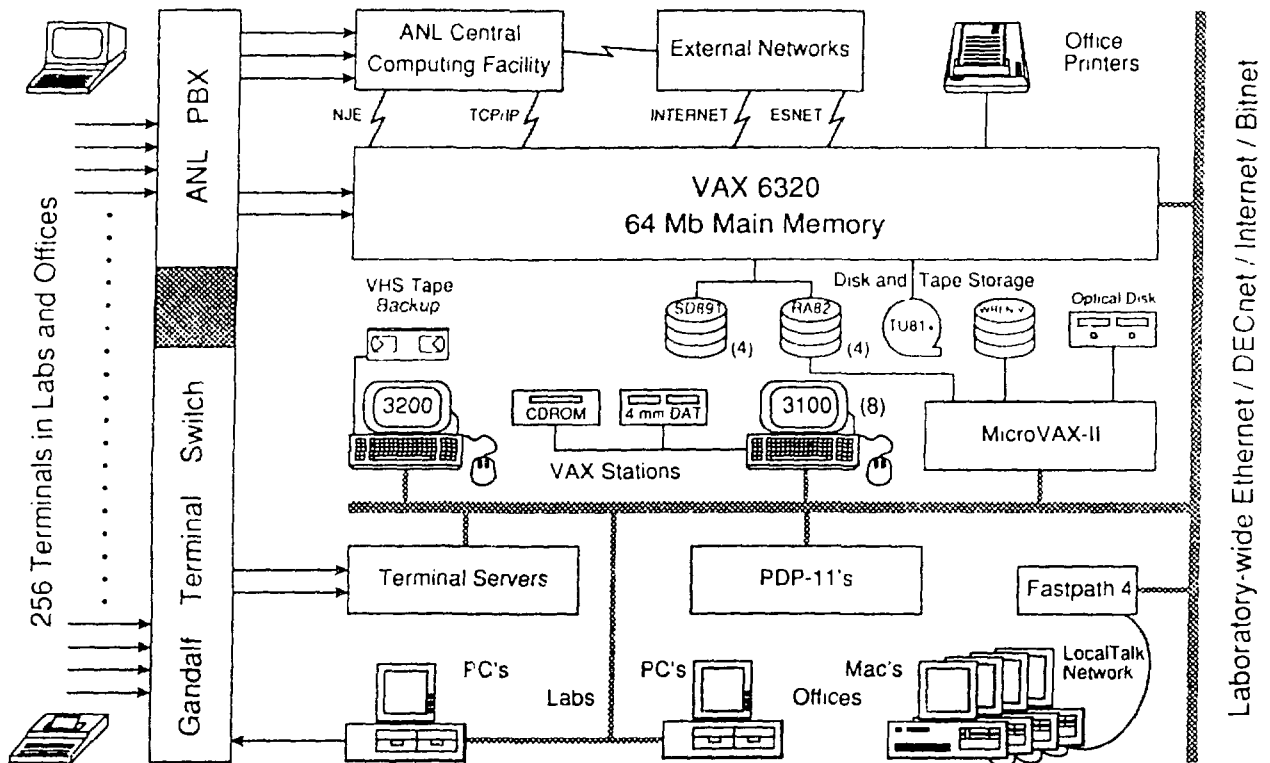 ANL Central
Computing Facility
External Networks
Office
Printers
NJE
TCP/IP
INTERNET
ESNET
ANL PBX
VAX 6320
64 Mb Main Memory
256 Terminals in Labs and Offices
VHS Tape
Backup
Disk and Tape Storage
SD891
(4)
RA82
(4)
TU81+
WREN V
Optical Disk
3200
CDROM
4 mm DAT
3100
(8)
MicroVAX-II
VAX Stations
Gandalf Terminal Switch
Terminal Servers
PDP-11's
Fastpath 4
PC's
Labs
PC's
Offices
Mac's
LocalTalk
Network
Laboratory-wide Ethernet / DECnet / Internet / Bitnet